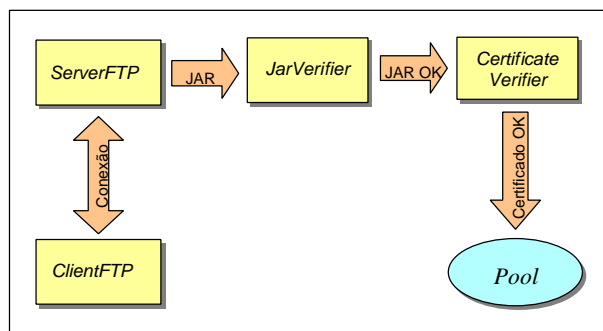 ServerFTP
JAR
JarVerifier
JAR OK
Certificate
Verifier
Conexão
Certificado OK
ClientFTP
Pool